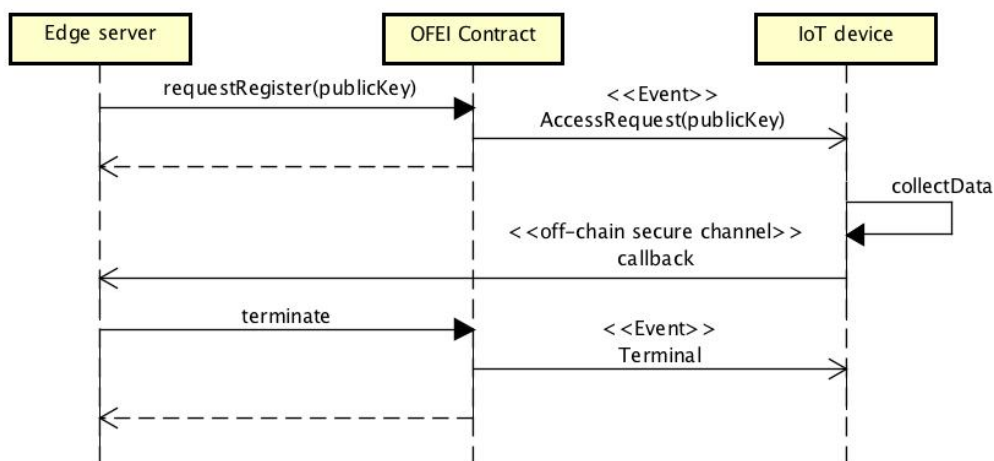 Edge server
OFEI Contract
IoT device
requestRegister(publicKey)
<<Event>>
AccessRequest(publicKey)
collectData
<<off-chain secure channel>>
callback
terminate
<<Event>>
Terminal